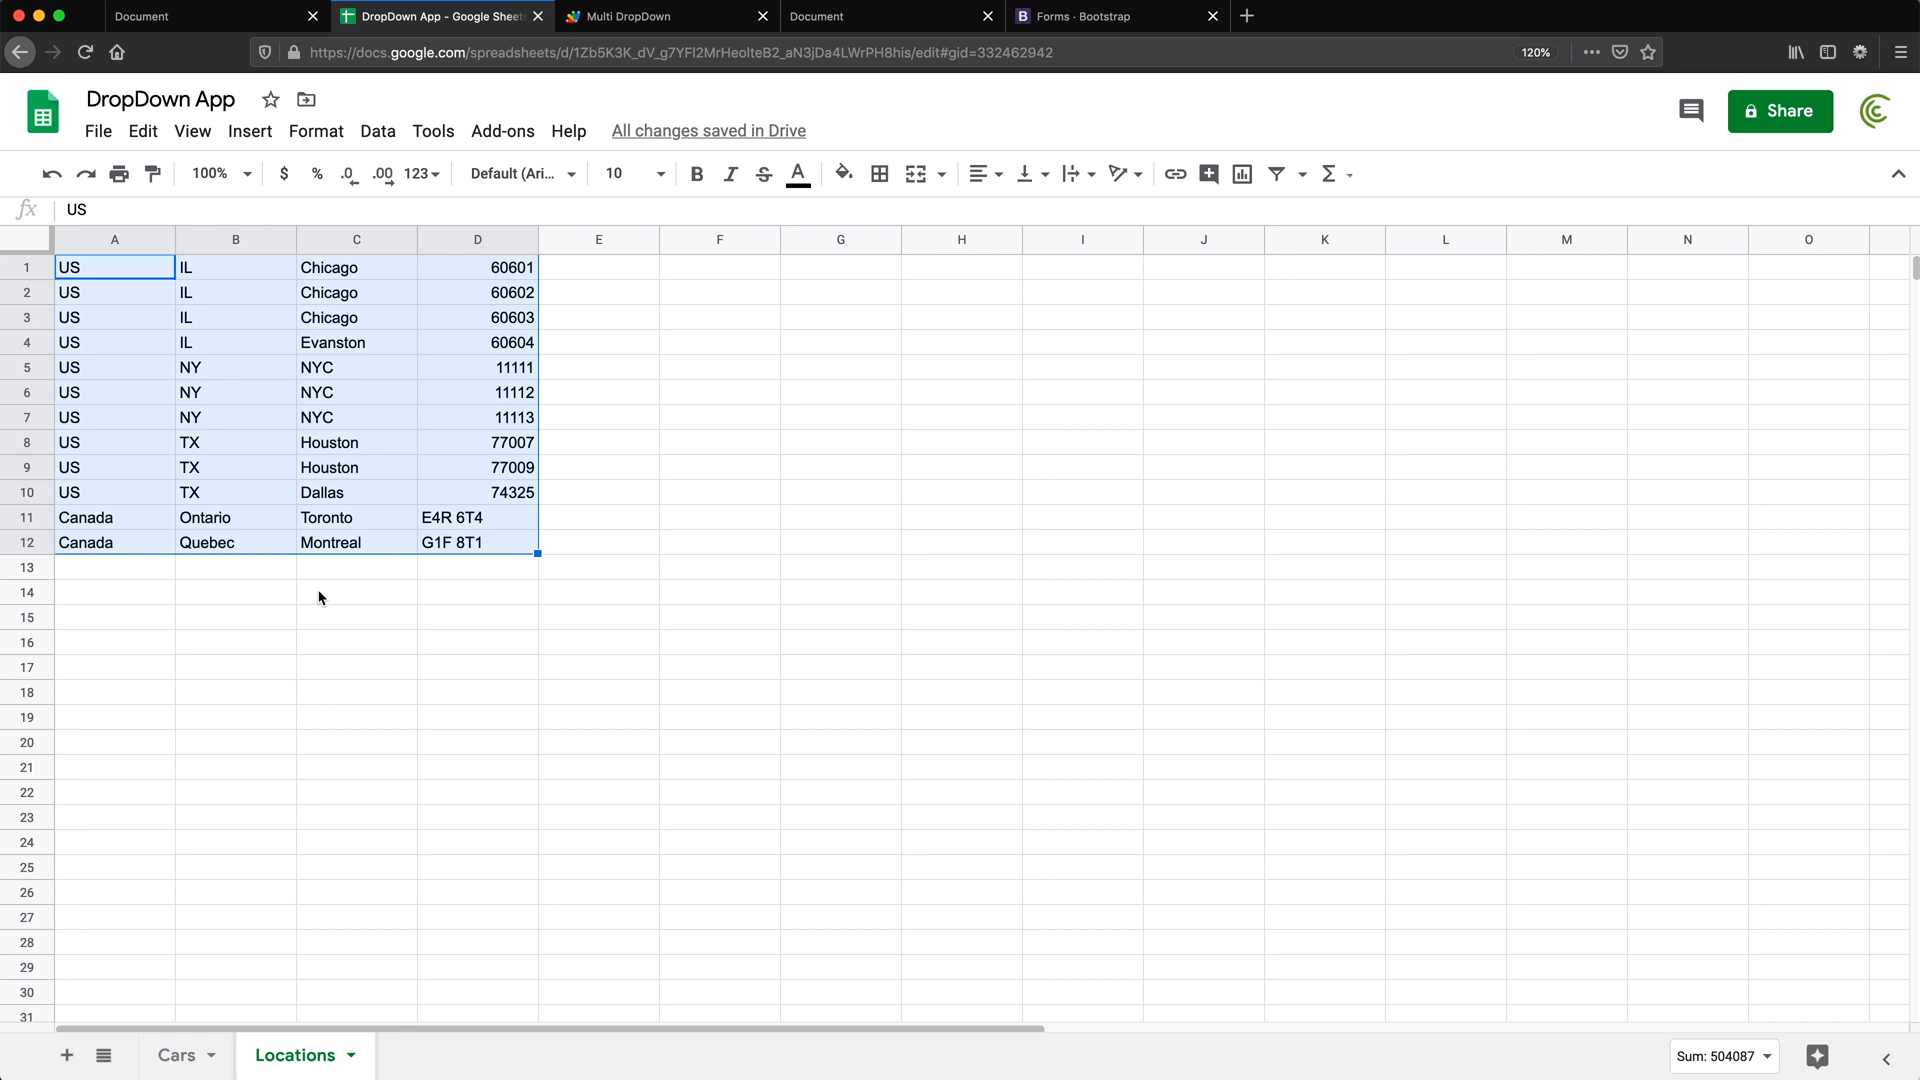 Document
DropDown App - Google Sheets
Multi DropDown
Document
B Forms · Bootstrap
https://docs.google.com/spreadsheets/d/1Zb5K3K_dV_g7YFI2MrHeolteB2_aN3jDa4LWrPH8his/edit#gid=332462942
120%
DropDown App
File Edit View Insert Format Data Tools Add-ons Help All changes saved in Drive
Share
100% $ % .0 .00 123 Default (Ari... 10 B I S A Σ
fx US
A B C D E F G H I J K L M N O
1 US IL Chicago 60601
2 US IL Chicago 60602
3 US IL Chicago 60603
4 US IL Evanston 60604
5 US NY NYC 11111
6 US NY NYC 11112
7 US NY NYC 11113
8 US TX Houston 77007
9 US TX Houston 77009
10 US TX Dallas 74325
11 Canada Ontario Toronto E4R 6T4
12 Canada Quebec Montreal G1F 8T1
13
14
15
16
17
18
19
20
21
22
23
24
25
26
27
28
29
30
31
Cars Locations Sum: 504087